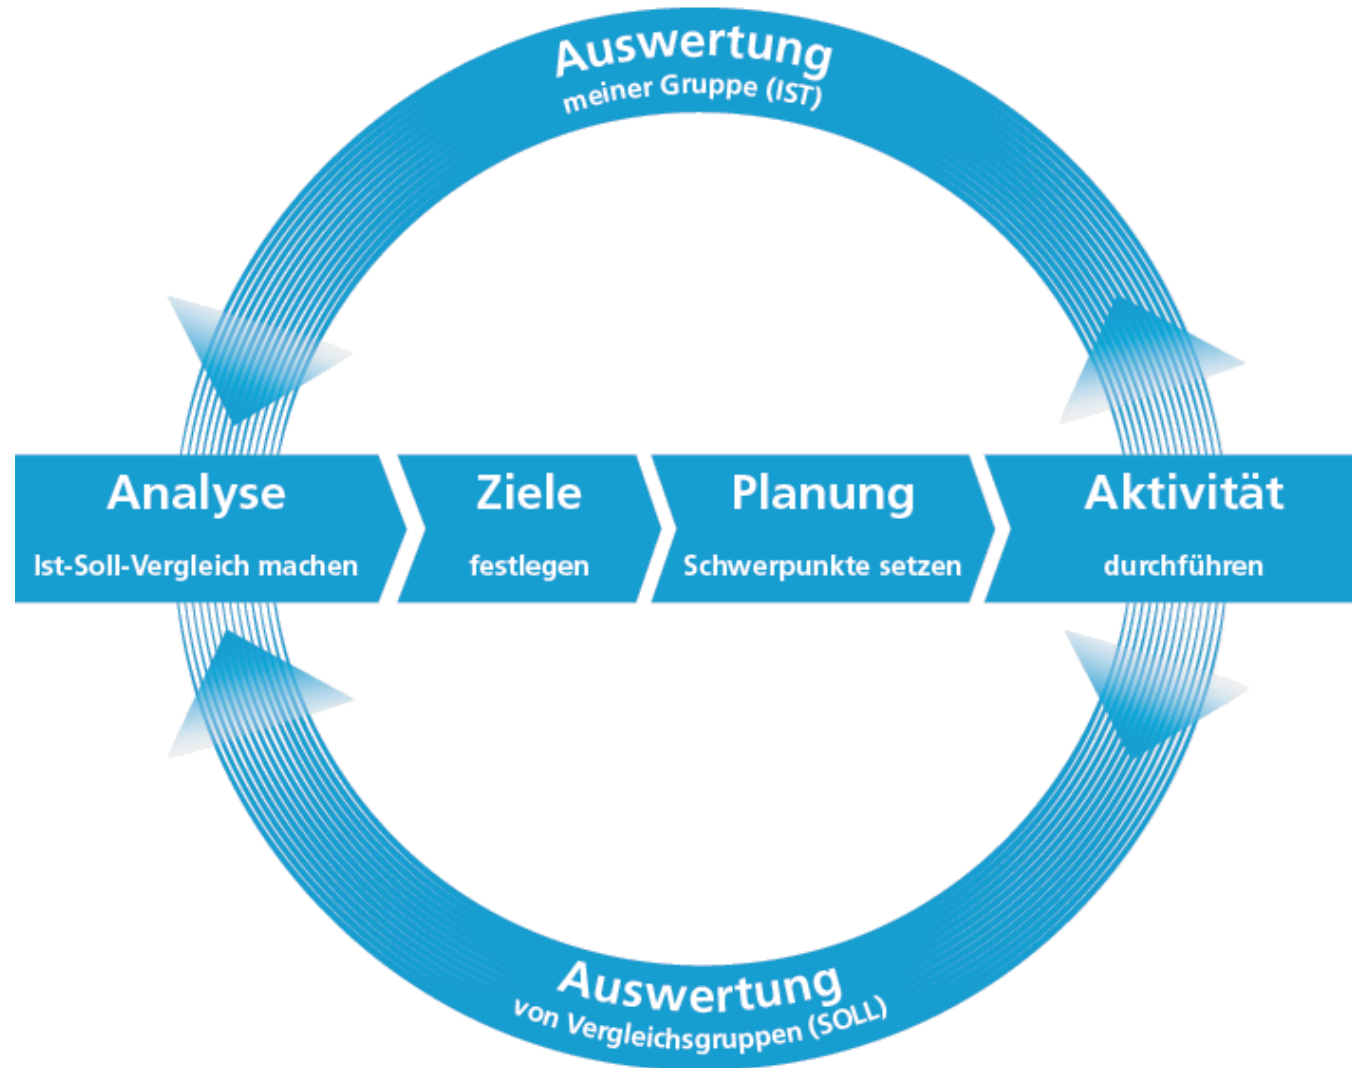 Auswertung
meiner Gruppe (IST)
Analyse
Ist-Soll-Vergleich machen
Ziele
festlegen
Planung
Schwerpunkte setzen
Aktivität
durchführen
Auswertung
von Vergleichsgruppen (SOLL)